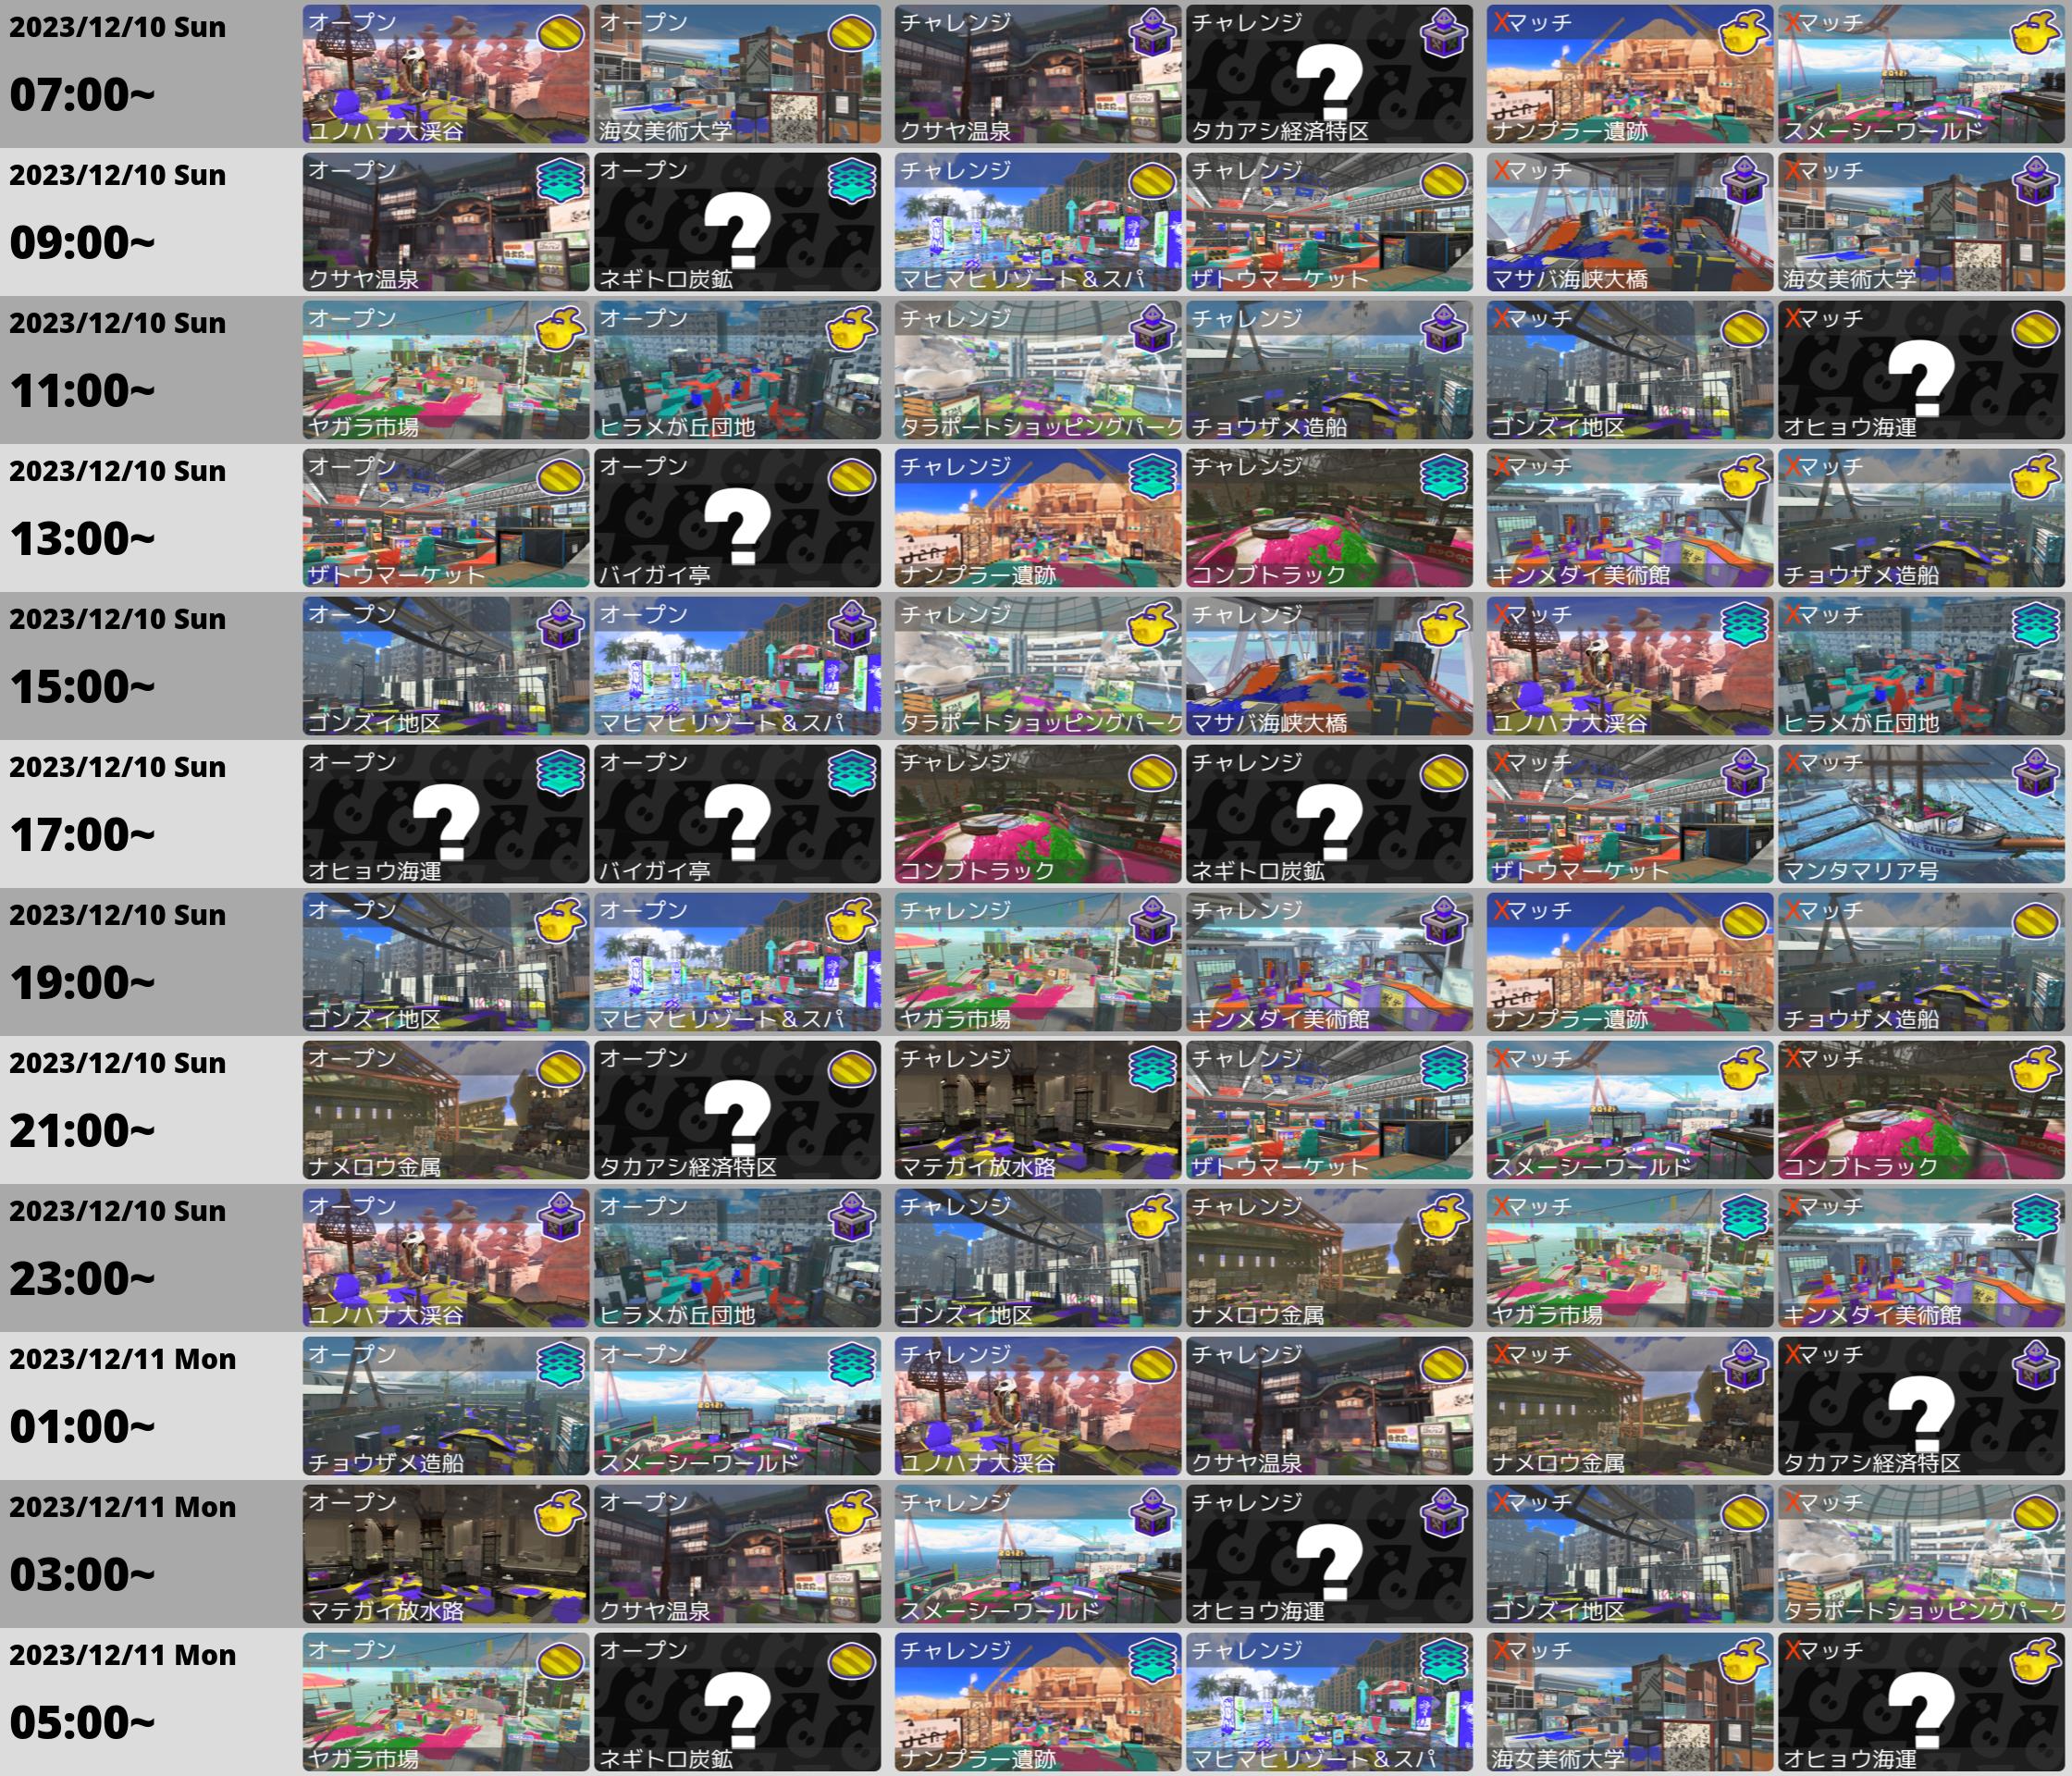 2023/12/10 Sun
07:00~
オープン
ユノハナ大渓谷
オープン
海女美術大学
チャレンジ
クサヤ温泉
チャレンジ
?
タカアシ経済特区
Xマッチ
ナンプラー遺跡
Xマッチ
スメーシーワールド
2023/12/10 Sun
09:00~
オープン
クサヤ温泉
オープン
?
ネギトロ炭鉱
チャレンジ
マヒマヒリゾート＆スパ
チャレンジ
ザトウマーケット
Xマッチ
マサバ海峡大橋
Xマッチ
海女美術大学
2023/12/10 Sun
11:00~
オープン
ヤガラ市場
オープン
ヒラメが丘団地
チャレンジ
タラポートショッピングパーク
チャレンジ
チョウザメ造船
Xマッチ
ゴンズイ地区
Xマッチ
?
オヒョウ海運
2023/12/10 Sun
13:00~
オープン
ザトウマーケット
オープン
?
バイガイ亭
チャレンジ
ナンプラー遺跡
チャレンジ
コンブトラック
Xマッチ
キンメダイ美術館
Xマッチ
チョウザメ造船
2023/12/10 Sun
15:00~
オープン
ゴンズイ地区
オープン
マヒマヒリゾート＆スパ
チャレンジ
タラポートショッピングパーク
チャレンジ
マサバ海峡大橋
Xマッチ
ユノハナ大渓谷
Xマッチ
ヒラメが丘団地
2023/12/10 Sun
17:00~
オープン
?
オヒョウ海運
オープン
?
バイガイ亭
チャレンジ
コンブトラック
チャレンジ
?
ネギトロ炭鉱
Xマッチ
ザトウマーケット
Xマッチ
マンタマリア号
2023/12/10 Sun
19:00~
オープン
ゴンズイ地区
オープン
マヒマヒリゾート＆スパ
チャレンジ
ヤガラ市場
チャレンジ
キンメダイ美術館
Xマッチ
ナンプラー遺跡
Xマッチ
チョウザメ造船
2023/12/10 Sun
21:00~
オープン
ナメロウ金属
オープン
?
タカアシ経済特区
チャレンジ
マテガイ放水路
チャレンジ
ザトウマーケット
Xマッチ
スメーシーワールド
Xマッチ
コンブトラック
2023/12/10 Sun
23:00~
オープン
ユノハナ大渓谷
オープン
ヒラメが丘団地
チャレンジ
ゴンズイ地区
チャレンジ
ナメロウ金属
Xマッチ
ヤガラ市場
Xマッチ
キンメダイ美術館
2023/12/11 Mon
01:00~
オープン
チョウザメ造船
オープン
スメーシーワールド
チャレンジ
ユノハナ大渓谷
チャレンジ
クサヤ温泉
Xマッチ
ナメロウ金属
Xマッチ
?
タカアシ経済特区
2023/12/11 Mon
03:00~
オープン
マテガイ放水路
オープン
クサヤ温泉
チャレンジ
スメーシーワールド
チャレンジ
?
オヒョウ海運
Xマッチ
ゴンズイ地区
Xマッチ
タラポートショッピングパーク
2023/12/11 Mon
05:00~
オープン
ヤガラ市場
オープン
?
ネギトロ炭鉱
チャレンジ
ナンプラー遺跡
チャレンジ
マヒマヒリゾート＆スパ
Xマッチ
海女美術大学
Xマッチ
?
オヒョウ海運